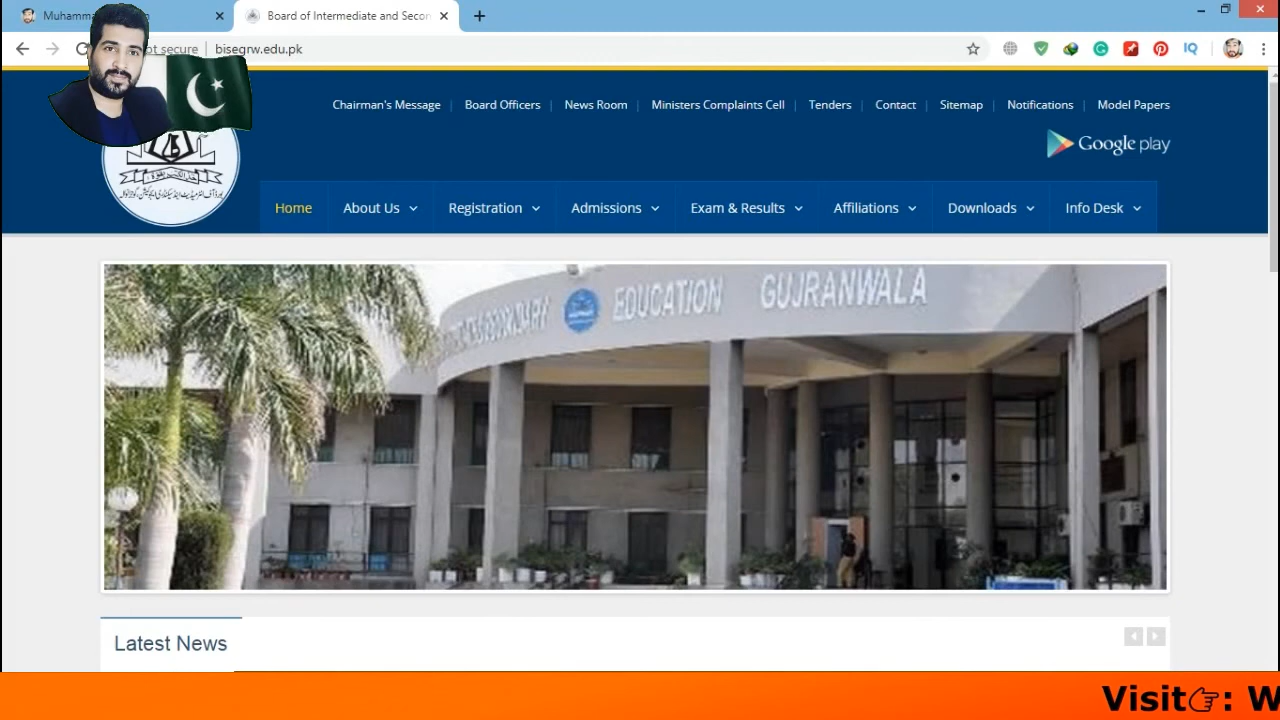 Muhamma
Board of Intermediate and Secon
ot secure
bisegrw.edu.pk
IQ
Chairman's Message | Board Officers | News Room | Ministers Complaints Cell | Tenders | Contact | Sitemap | Notifications | Model Papers
Google play
Home
About Us
Registration
Admissions
Exam & Results
Affiliations
Downloads
Info Desk
EDUCATION GUJRANWALA
Latest News
Visit👉: W